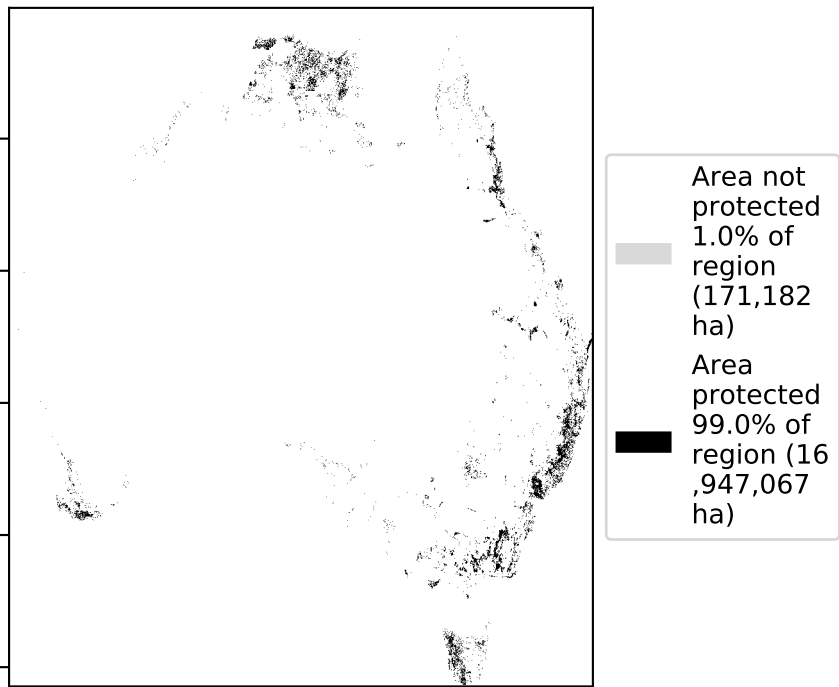 Area not
protected
1.0% of
region
(171,182
ha)
Area
protected
99.0% of
region (16
,947,067
ha)